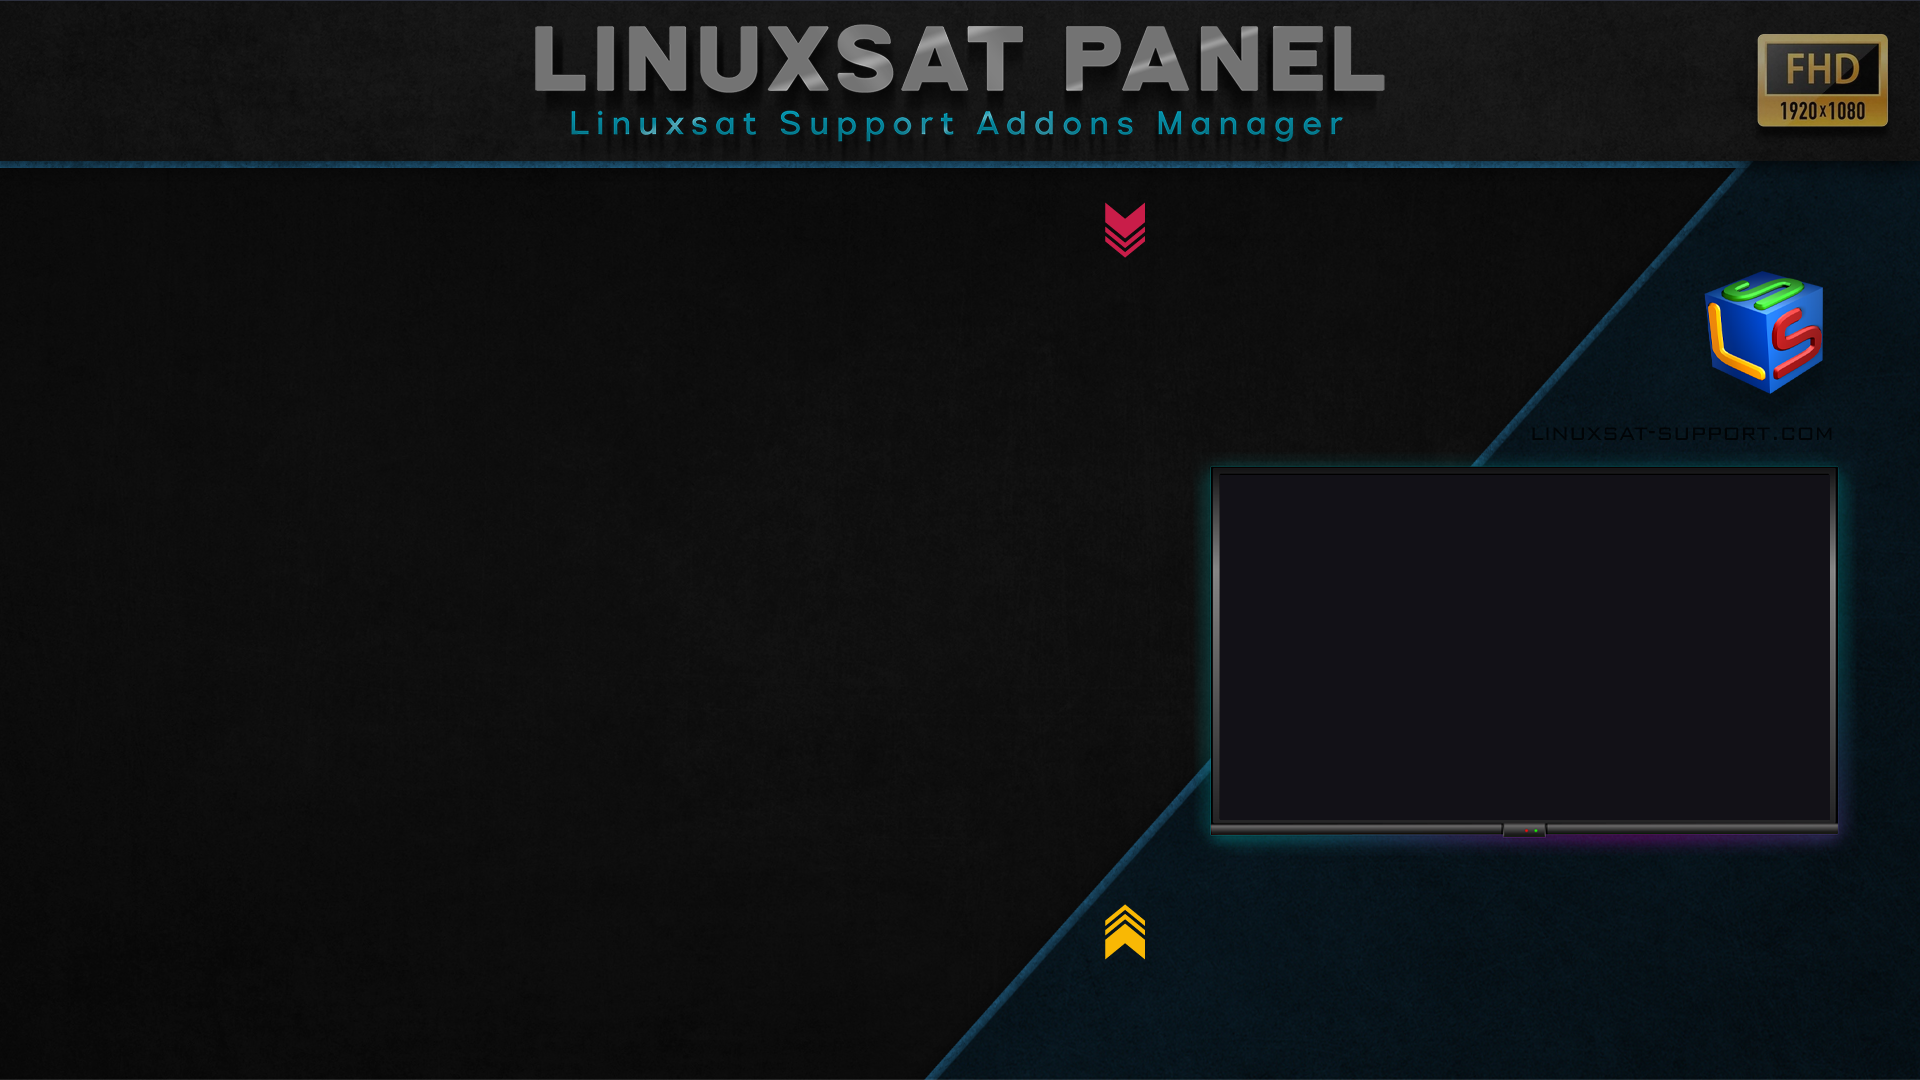 LINUXSAT PANEL
Linuxsat Support Addons Manager
FHD
1920x1080
L S S
LINUXSAT-SUPPORT.COM